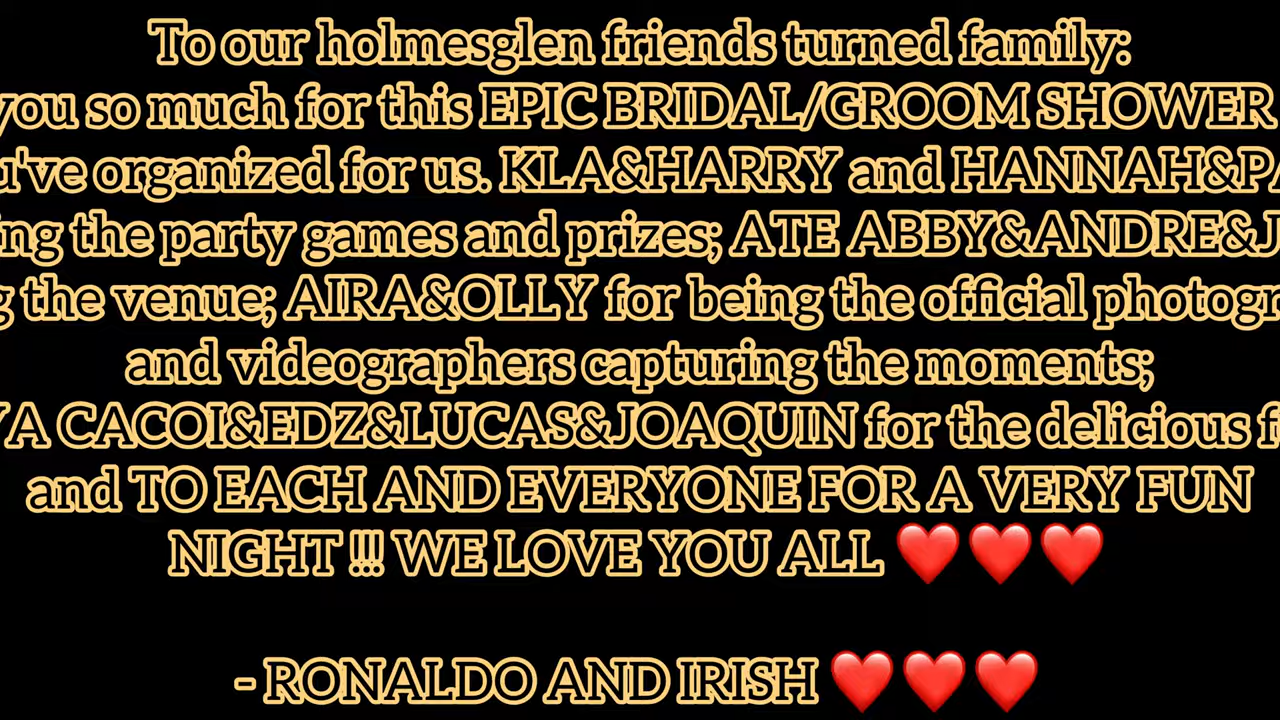 To our holmesglen friends turned family:
you so much for this EPIC BRIDAL/GROOM SHOWER
u've organized for us. KLA&HARRY and HANNAH&PA
ing the party games and prizes; ATE ABBY&ANDRE&J
g the venue; AIRA&OLLY for being the official photogr
and videographers capturing the moments;
YA CACOI&EDZ&LUCAS&JOAQUIN for the delicious f
and TO EACH AND EVERYONE FOR A VERY FUN
NIGHT !!! WE LOVE YOU ALL ❤️❤️❤️
- RONALDO AND IRISH ❤️❤️❤️